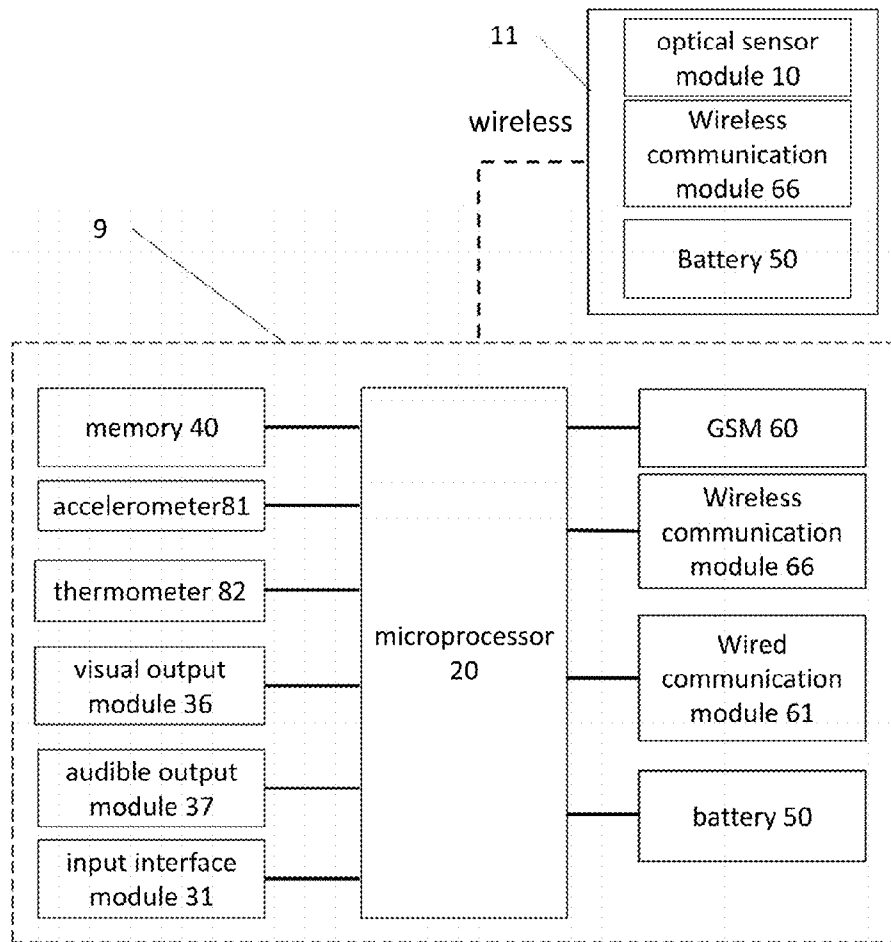 11
optical sensor
module 10
wireless
Wireless
communication
module 66
Battery 50
9
memory 40
accelerometer81
thermometer 82
visual output
module 36
audible output
module 37
input interface
module 31
microprocessor
20
GSM 60
Wireless
communication
module 66
Wired
communication
module 61
battery 50